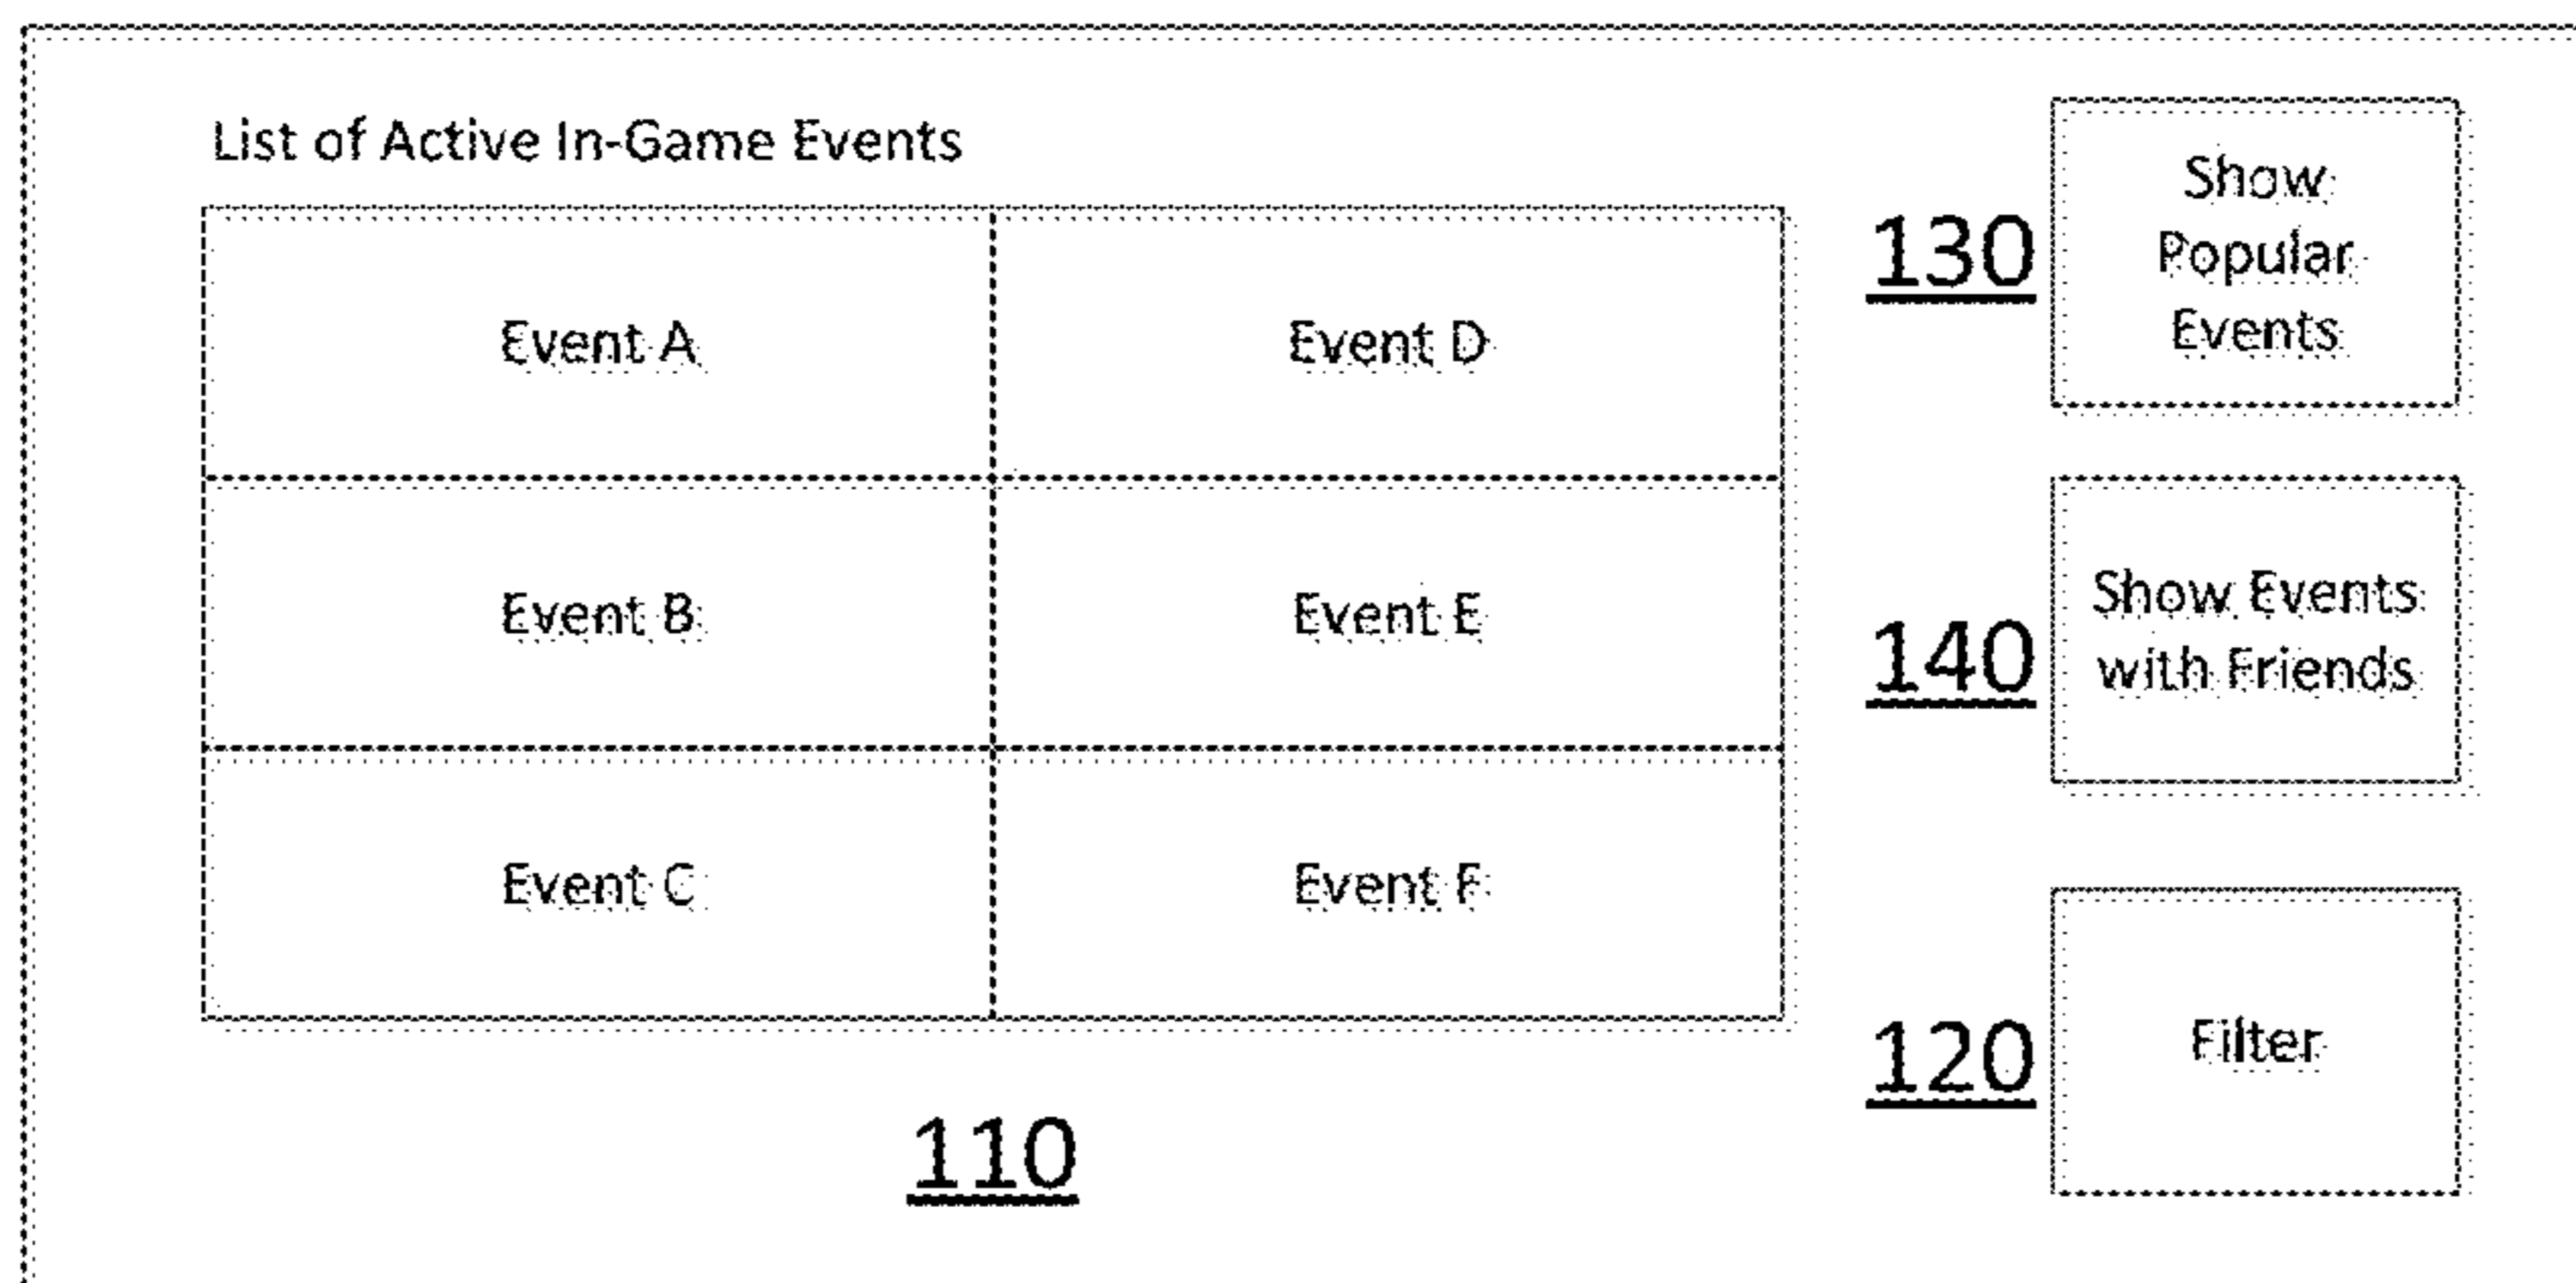 List of Active In-Game Events
Event A
Event D
Event B
Event E
Event C
Event F
110
130
Show
Popular
Events
140
Show Events
with Friends
120
Filter